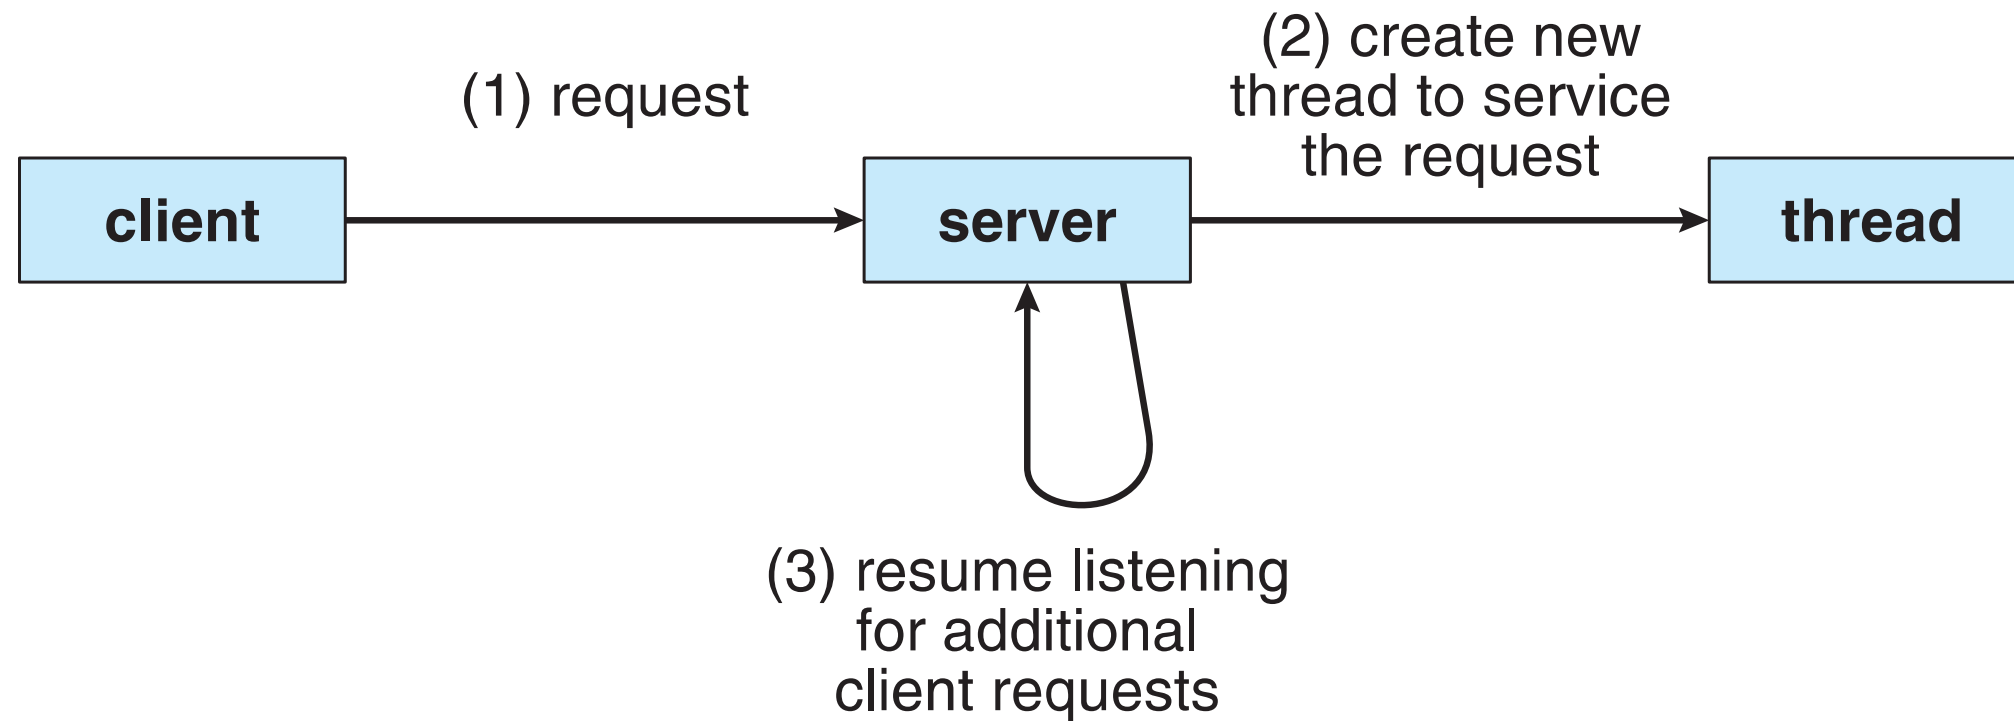 (1) request
(2) create new
thread to service
the request
client
server
thread
(3) resume listening
for additional
client requests